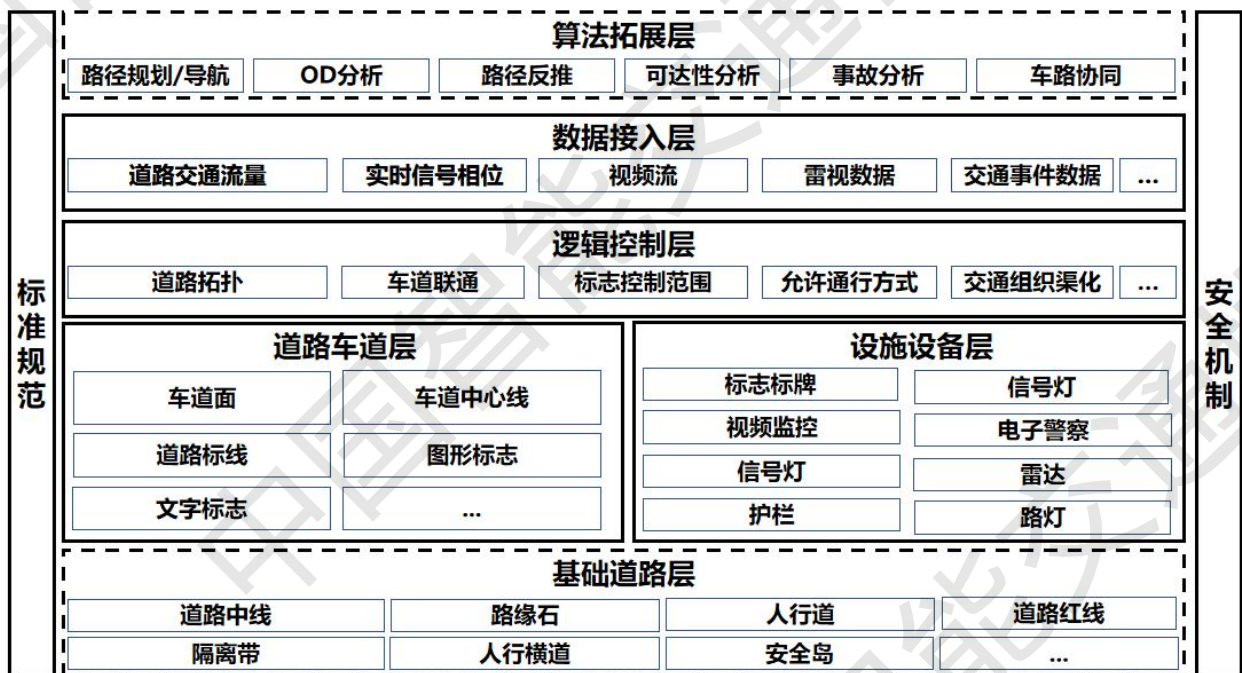 算法拓展层
路径规划/导航 OD分析 路径反推 可达性分析 事故分析 车路协同
数据接入层
道路交通流量 实时信号相位 视频流 雷视数据 交通事件数据 ...
逻辑控制层
道路拓扑 车道联通 标志控制范围 允许通行方式 交通组织渠化 ...
标准规范
道路车道层
车道面 车道中心线
道路标线 图形标志
文字标志 ...
设施设备层
标志标牌 信号灯
视频监控 电子警察
信号灯 雷达
护栏 路灯
安全机制
基础道路层
道路中线 路缘石 人行道 道路红线
隔离带 人行横道 安全岛 ...
中国智能交通